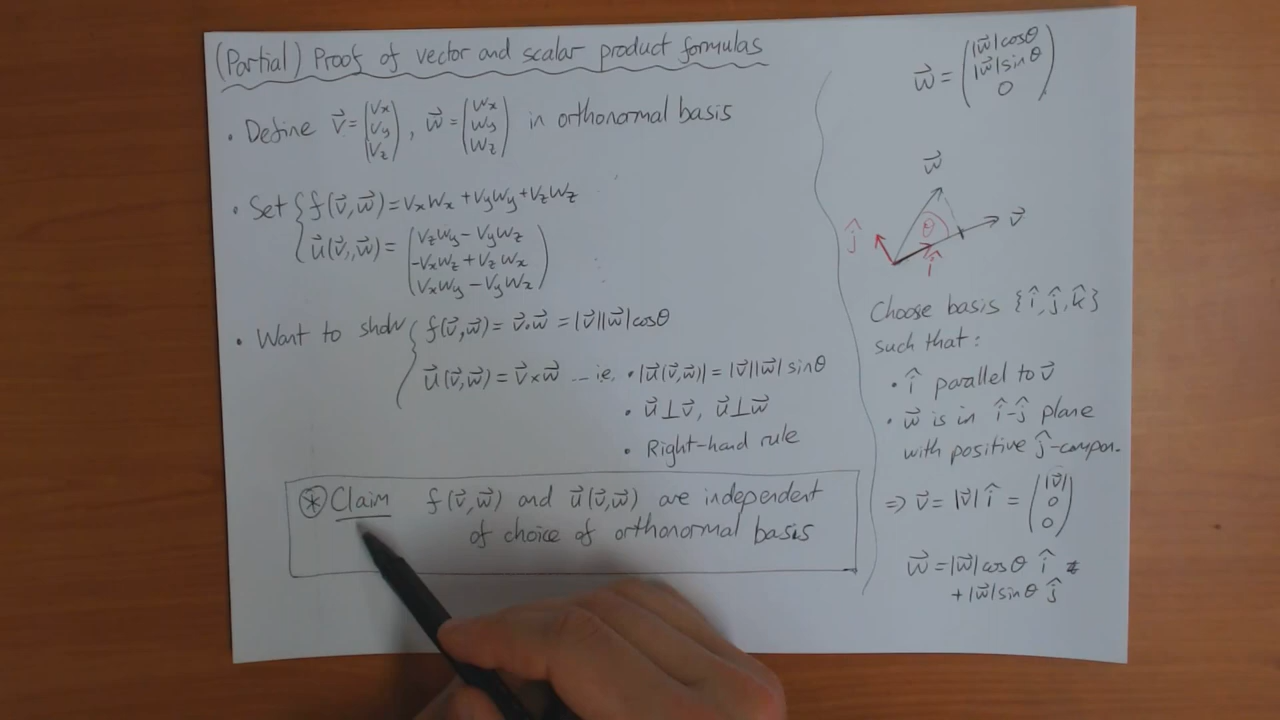 (Partial) Proof of vector and scalar product formulas
• Define v⃗ = (Vx Vy Vz), w⃗ = (Wx Wy Wz) in orthonormal basis
• Set { f(v⃗,w⃗) = VxWx + VyWy + VzWz
u⃗(v⃗,w⃗) = (VzWy − VyWz
-VxWz + VzWx
VxWy − VyWx)
• Want to show { f(v⃗,w⃗) = v⃗·w⃗ = |v⃗||w⃗|cosθ
u⃗(v⃗,w⃗) = v⃗×w⃗ ... i.e. • |u⃗(v⃗,w⃗)| = |v⃗||w⃗| sinθ
• u⃗⊥v⃗, u⃗⊥w⃗
• Right-hand rule
⊛ Claim f(v⃗,w⃗) and u⃗(v⃗,w⃗) are independent
of choice of orthonormal basis
w⃗ = (|w⃗|cosθ
|w⃗|sinθ
0)
w⃗
v⃗
θ
ĵ
î
Choose basis {î,ĵ,k̂}
such that:
• î parallel to v⃗
• w⃗ is in î-ĵ plane
with positive ĵ-compon.
⇒ v⃗ = |v⃗| î = (|v⃗| 0 0)
w⃗ = |w⃗|cosθ î
+ |w⃗|sinθ ĵ